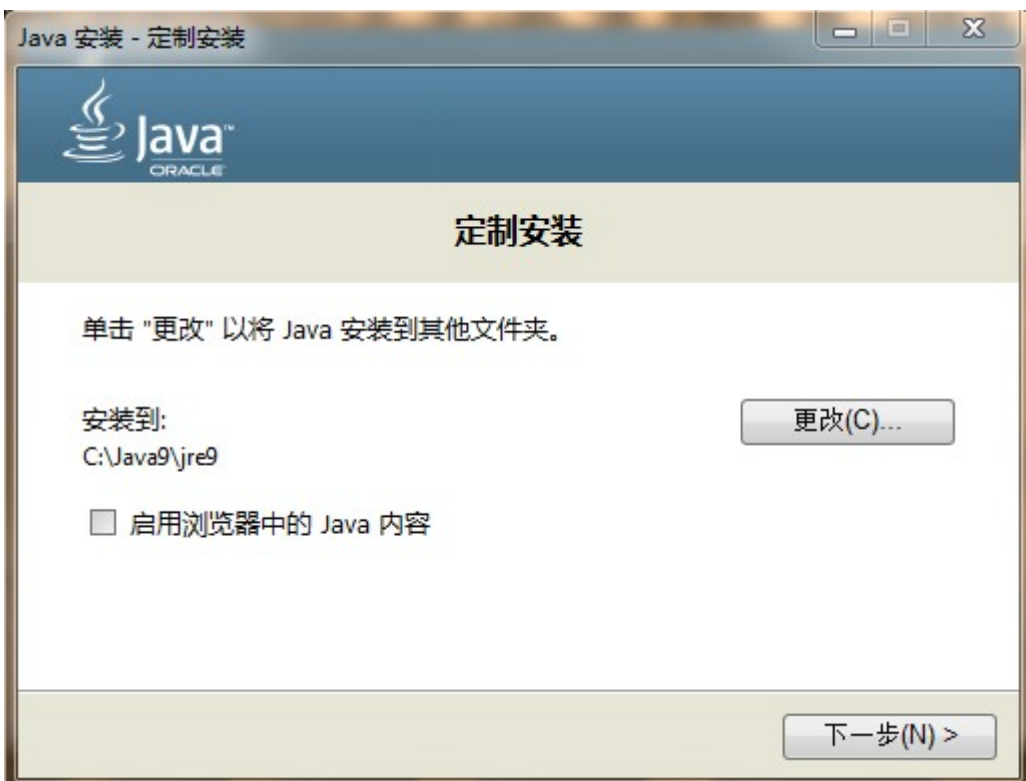 Java 安装 - 定制安装
Java™
ORACLE
定制安装
单击 "更改" 以将 Java 安装到其他文件夹。
安装到:
更改(C)...
C:\Java9\jre9
启用浏览器中的 Java 内容
下一步(N) >